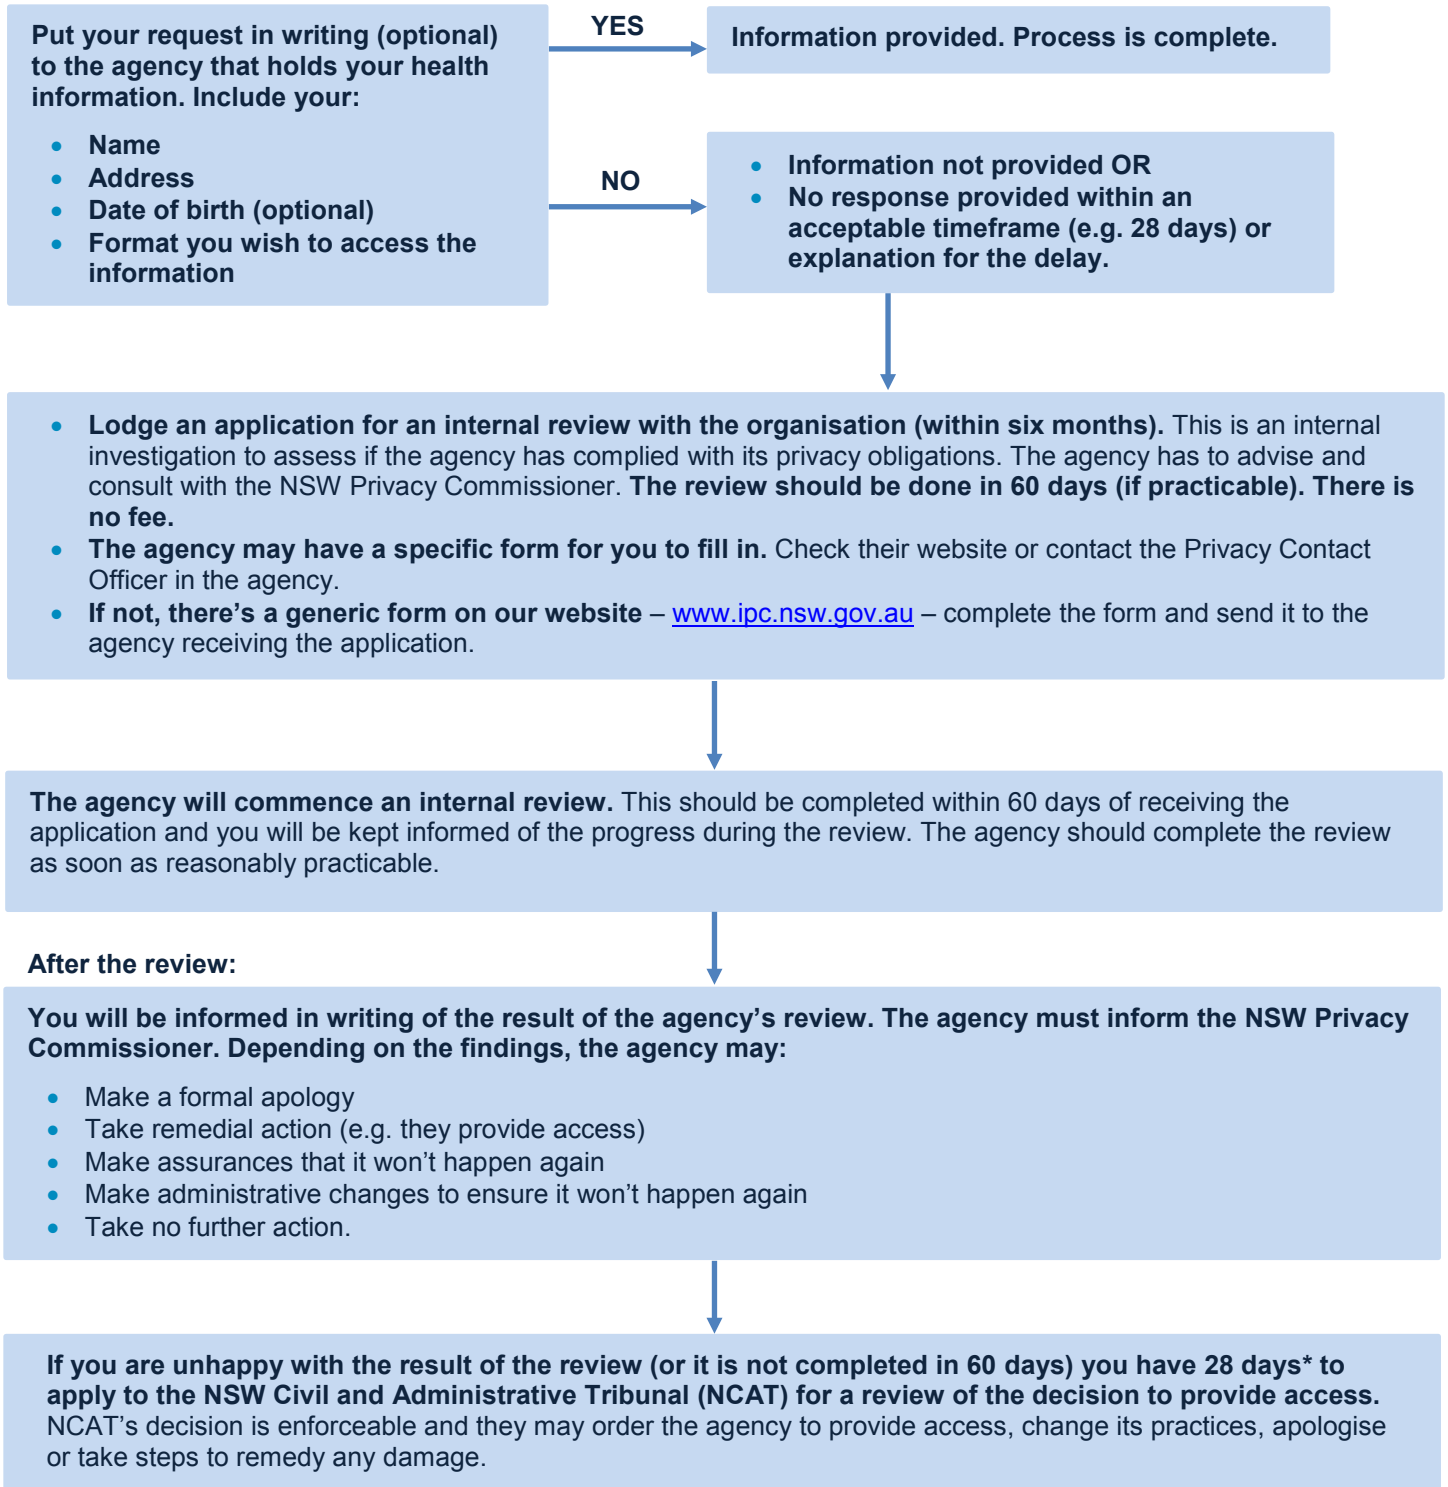 Put your request in writing (optional)
to the agency that holds your health
information. Include your:
• Name
• Address
• Date of birth (optional)
• Format you wish to access the
information
YES
Information provided. Process is complete.
NO
• Information not provided OR
• No response provided within an
acceptable timeframe (e.g. 28 days) or
explanation for the delay.
• Lodge an application for an internal review with the organisation (within six months). This is an internal
investigation to assess if the agency has complied with its privacy obligations. The agency has to advise and
consult with the NSW Privacy Commissioner. The review should be done in 60 days (if practicable). There is
no fee.
• The agency may have a specific form for you to fill in. Check their website or contact the Privacy Contact
Officer in the agency.
• If not, there’s a generic form on our website – www.ipc.nsw.gov.au – complete the form and send it to the
agency receiving the application.
The agency will commence an internal review. This should be completed within 60 days of receiving the
application and you will be kept informed of the progress during the review. The agency should complete the review
as soon as reasonably practicable.
After the review:
You will be informed in writing of the result of the agency’s review. The agency must inform the NSW Privacy
Commissioner. Depending on the findings, the agency may:
• Make a formal apology
• Take remedial action (e.g. they provide access)
• Make assurances that it won’t happen again
• Make administrative changes to ensure it won’t happen again
• Take no further action.
If you are unhappy with the result of the review (or it is not completed in 60 days) you have 28 days* to
apply to the NSW Civil and Administrative Tribunal (NCAT) for a review of the decision to provide access.
NCAT’s decision is enforceable and they may order the agency to provide access, change its practices, apologise
or take steps to remedy any damage.